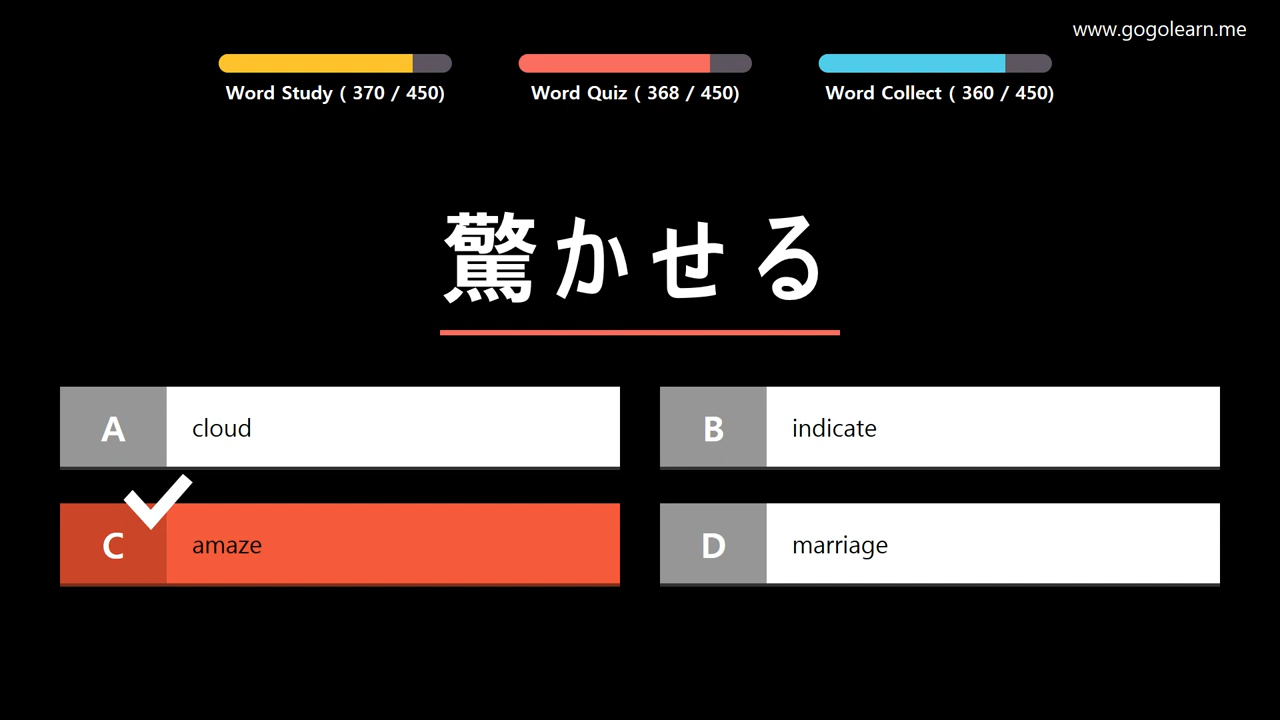 www.gogolearn.me
Word Study ( 370 / 450)
Word Quiz ( 368 / 450)
Word Collect ( 360 / 450)
驚かせる
A cloud
B indicate
C amaze
D marriage